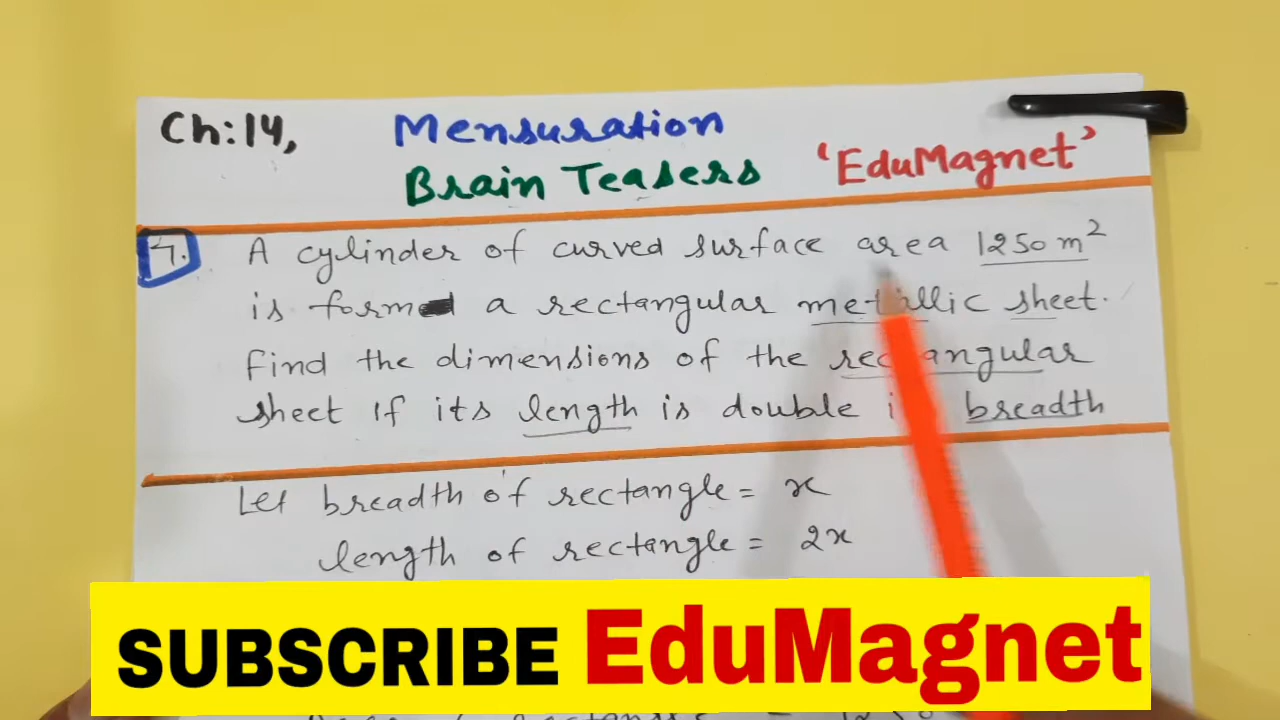 Ch:14, Mensuration
Brain Teasers 'EduMagnet'
7. A cylinder of curved surface area 1250 m²
is form a rectangular metallic sheet.
Find the dimensions of the rectangular
sheet if its length is double breadth
Let breadth of rectangle = x
length of rectangle = 2x
SUBSCRIBE EduMagnet